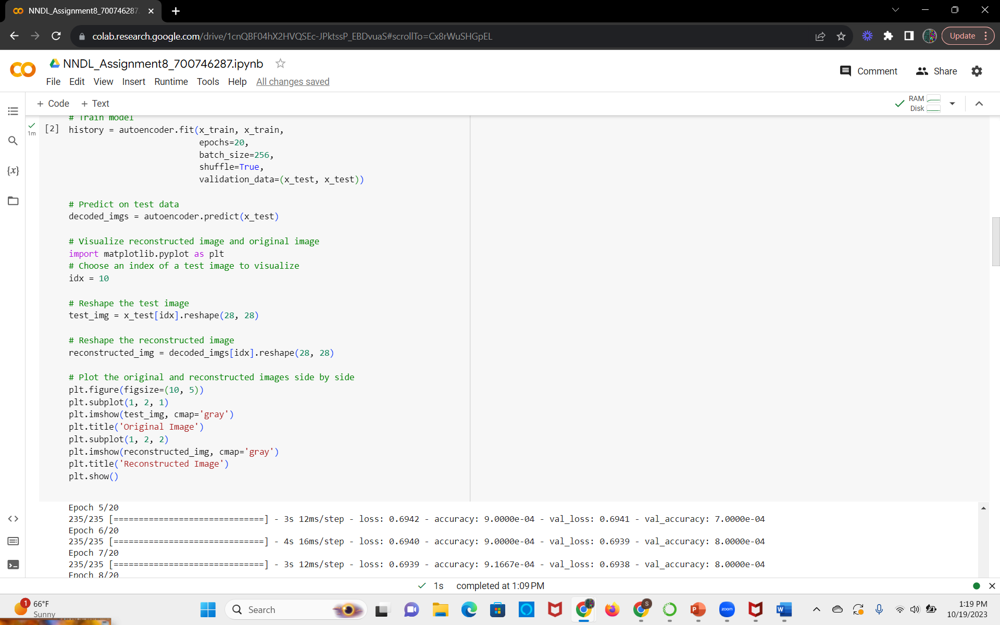 NNDL_Assignment8_700746287.
colab.research.google.com/drive/1cnQBF04hX2HVQSEc-JPktssP_EBDvuaS#scrollTo=Cx8rWuSHGpEL
Update
NNDL_Assignment8_700746287.ipynb
Comment
Share
File Edit View Insert Runtime Tools Help All changes saved
+ Code + Text
RAM
Disk
# Train model
1m
[2] history = autoencoder.fit(x_train, x_train,
epochs=20,
batch_size=256,
shuffle=True,
{x}
validation_data=(x_test, x_test))
# Predict on test data
decoded_imgs = autoencoder.predict(x_test)
# Visualize reconstructed image and original image
import matplotlib.pyplot as plt
# Choose an index of a test image to visualize
idx = 10
# Reshape the test image
test_img = x_test[idx].reshape(28, 28)
# Reshape the reconstructed image
reconstructed_img = decoded_imgs[idx].reshape(28, 28)
# Plot the original and reconstructed images side by side
plt.figure(figsize=(10, 5))
plt.subplot(1, 2, 1)
plt.imshow(test_img, cmap='gray')
plt.title('Original Image')
plt.subplot(1, 2, 2)
plt.imshow(reconstructed_img, cmap='gray')
plt.title('Reconstructed Image')
plt.show()
Epoch 5/20
235/235 [==============================] - 3s 12ms/step - loss: 0.6942 - accuracy: 9.0000e-04 - val_loss: 0.6941 - val_accuracy: 7.0000e-04
Epoch 6/20
235/235 [==============================] - 4s 16ms/step - loss: 0.6940 - accuracy: 9.0000e-04 - val_loss: 0.6939 - val_accuracy: 8.0000e-04
Epoch 7/20
235/235 [==============================] - 3s 12ms/step - loss: 0.6939 - accuracy: 9.1667e-04 - val_loss: 0.6938 - val_accuracy: 8.0000e-04
Epoch 8/20
1s completed at 1:09 PM
1
66°F
Sunny
Search
S
P
zoom
W
1:19 PM
10/19/2023